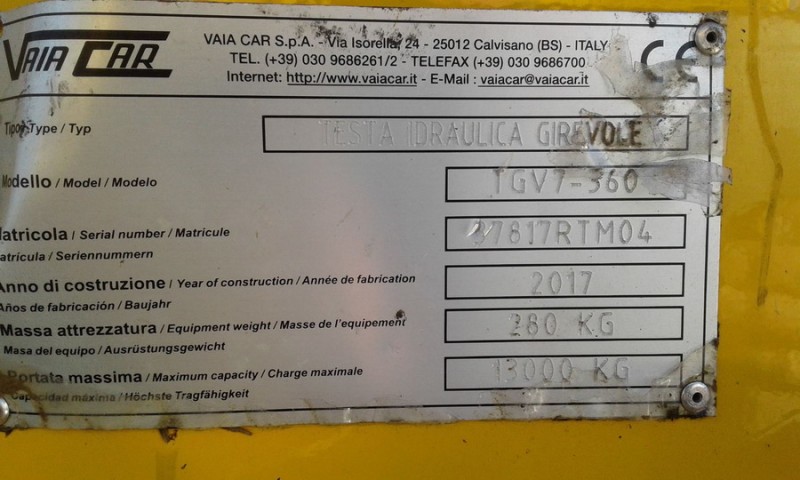 VAIA CAR
VAIA CAR S.p.A. - Via Isorella, 24 - 25012 Calvisano (BS) - ITALY
TEL. (+39) 030 9686261/2 - TELEFAX (+39) 030 9686700
Internet: http://www.vaiacar.it - E-Mail : vaiacar@vaiacar.it
CE
Tipo / Type / Typ
TESTA IDRAULICA GIREVOLE
Modello / Model / Modelo
TGV7-360
atricola / Serial number / Matricule
atrícula / Seriennummern
37817RTM04
Anno di costruzione / Year of construction / Année de fabrication
Años de fabricación / Baujahr
2017
Massa attrezzatura / Equipment weight / Masse de l'equipement
Masa del equipo / Ausrüstungsgewicht
280 KG
Portata massima / Maximum capacity / Charge maximale
Capacidad máxima / Höchste Tragfähigkeit
13000 KG